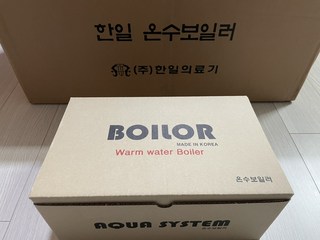 한일 온수보일러
(주)한일의료기
BOILOR
MADE IN KOREA
Warm water Boiler
온수보일러
AQUA SYSTEM